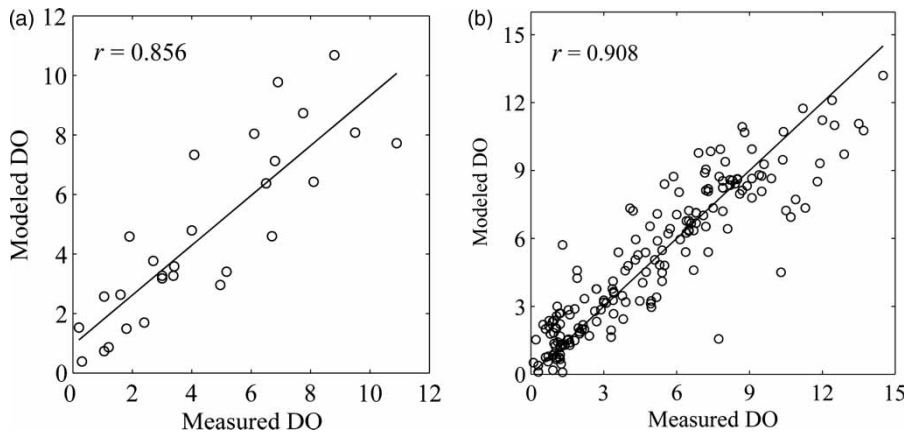 (a)
12
10
8
6
4
2
0
r = 0.856
Modeled DO
0 2 4 6 8 10 12
Measured DO
(b)
15
12
9
6
3
0
r = 0.908
Modeled DO
0 3 6 9 12 15
Measured DO